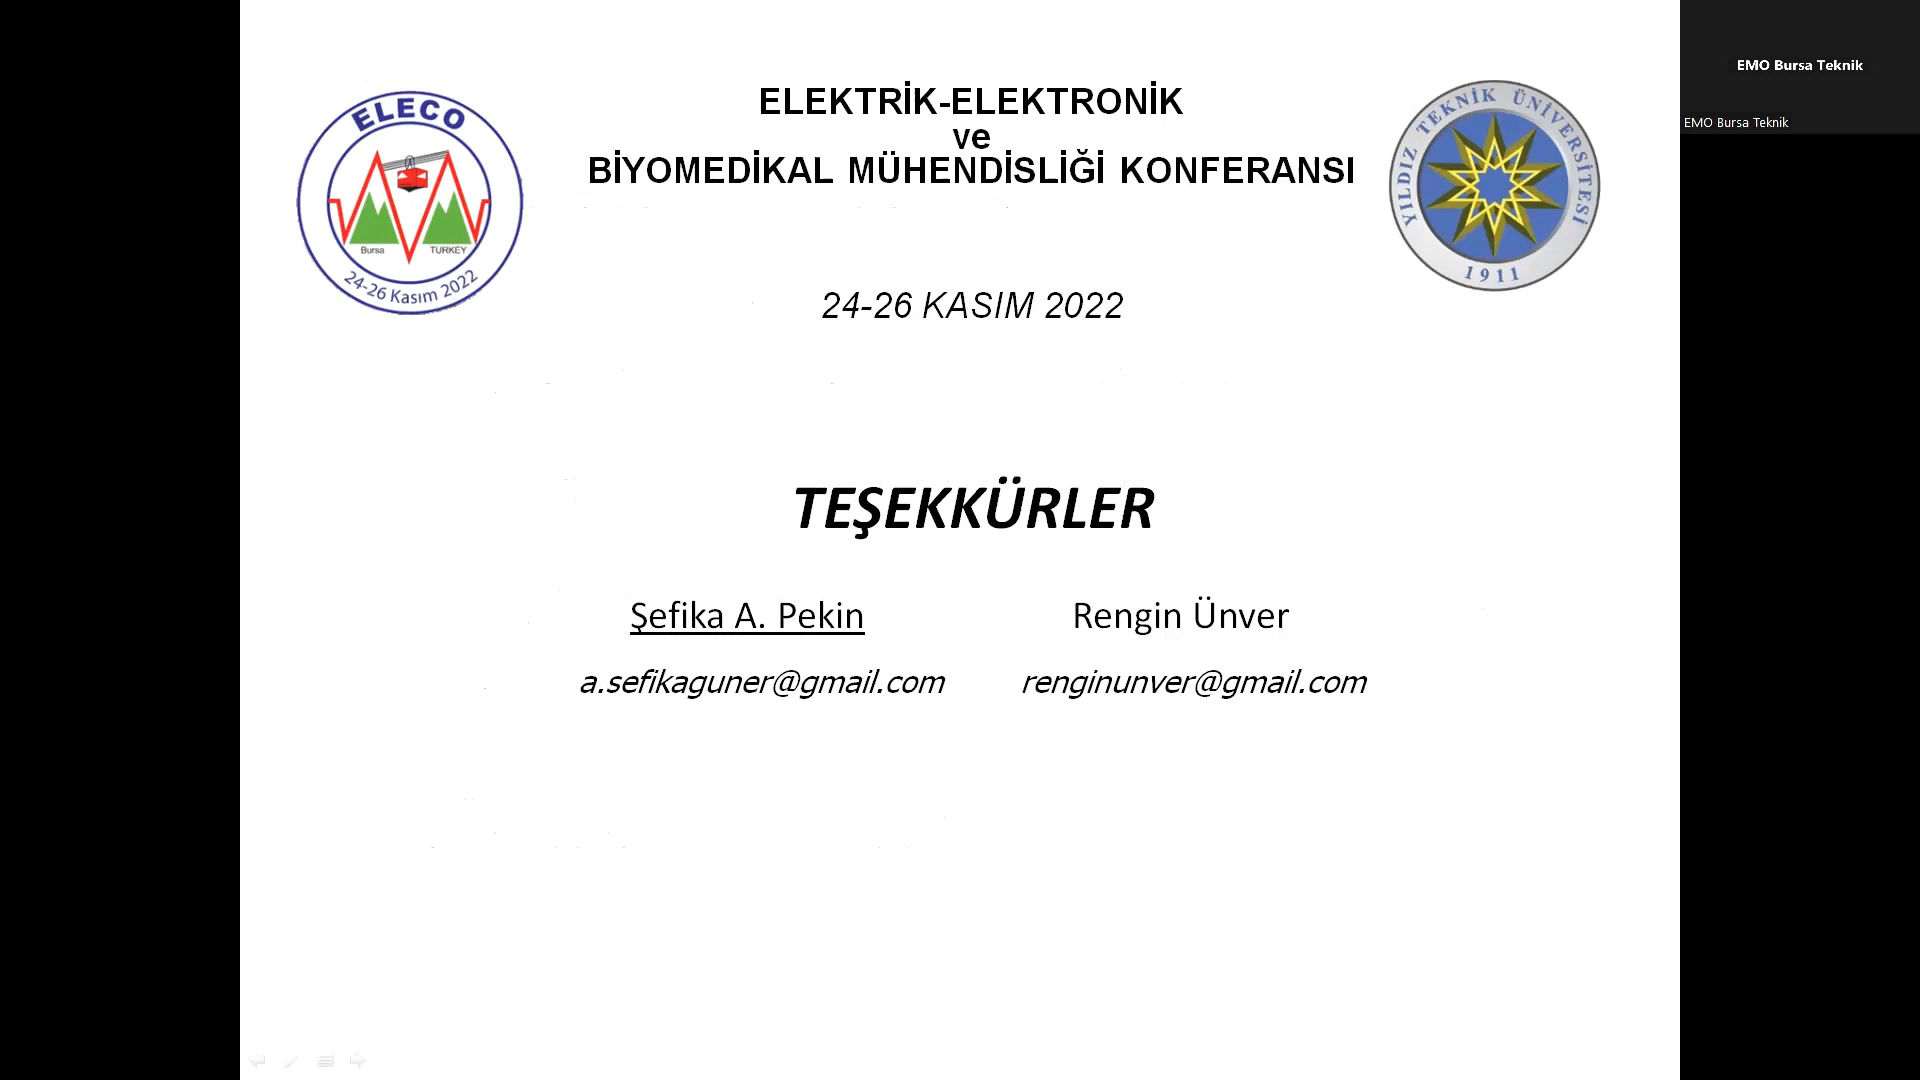 ELEKTRİK-ELEKTRONİK
ve
BİYOMEDİKAL MÜHENDİSLİĞİ KONFERANSI
ELECO
Bursa TURKEY
24-26 Kasım 2022
YILDIZ TEKNİK ÜNİVERSİTESİ
1911
24-26 KASIM 2022
TEŞEKKÜRLER
Şefika A. Pekin Rengin Ünver
a.sefikaguner@gmail.com renginunver@gmail.com
EMO Bursa Teknik
EMO Bursa Teknik